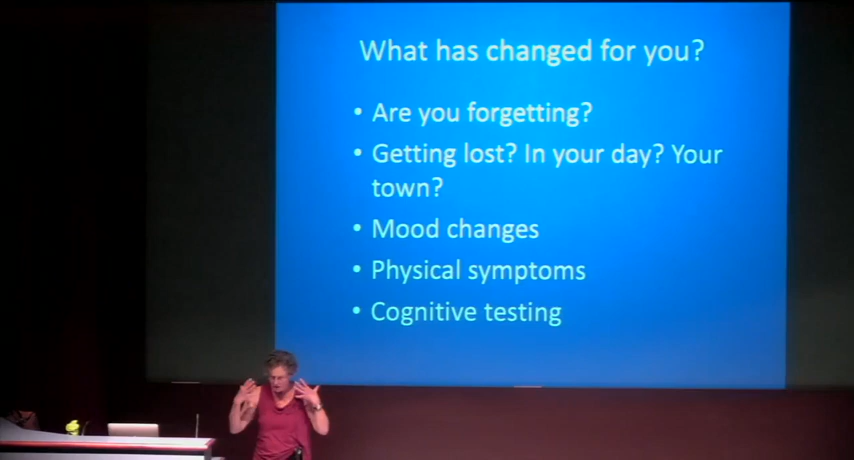 What has changed for you?
• Are you forgetting?
• Getting lost? In your day? Your
town?
• Mood changes
• Physical symptoms
• Cognitive testing